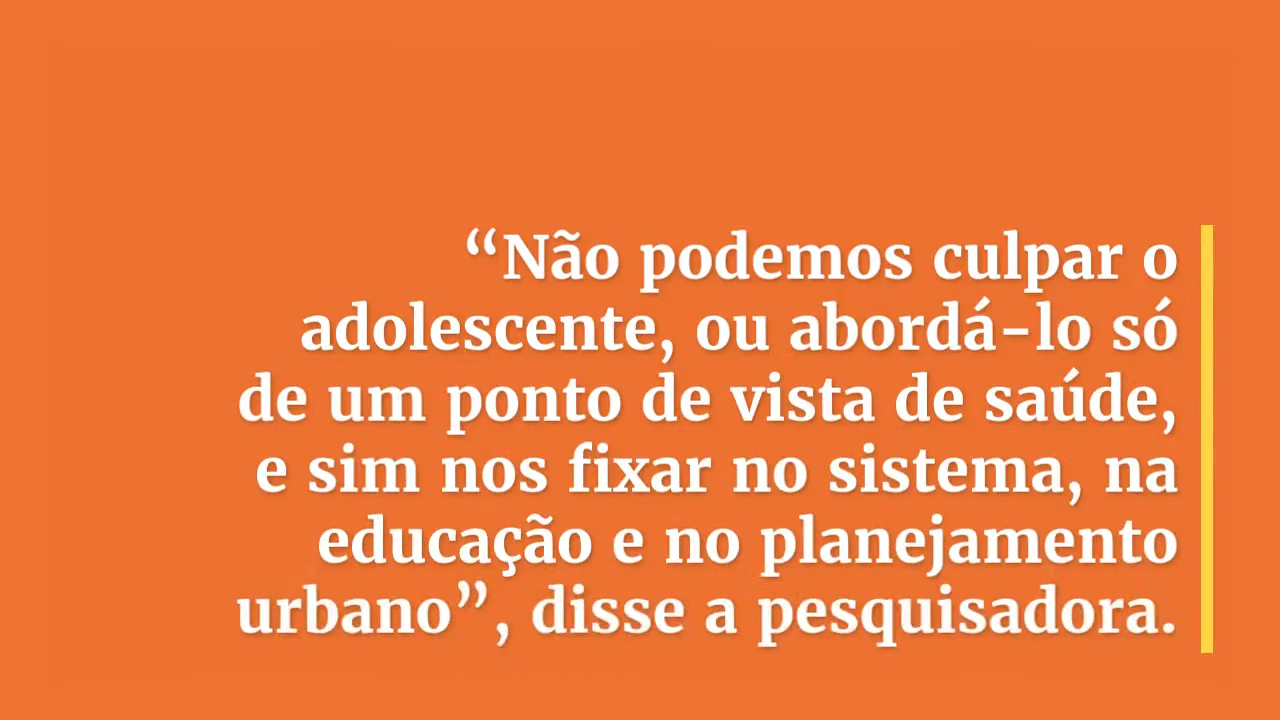 “Não podemos culpar o
adolescente, ou abordá-lo só
de um ponto de vista de saúde,
e sim nos fixar no sistema, na
educação e no planejamento
urbano”, disse a pesquisadora.